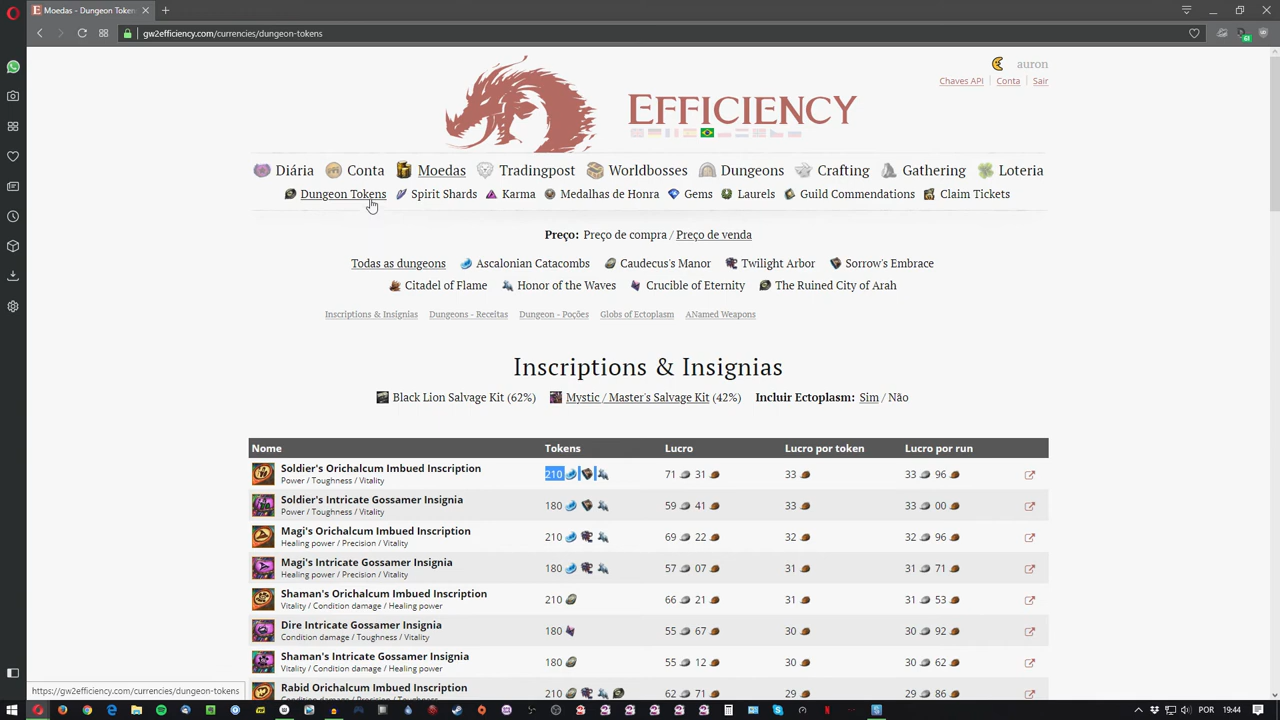 Moedas - Dungeon Token
gw2efficiency.com/currencies/dungeon-tokens
61
auron
Chaves API | Conta | Sair
EFFICIENCY
Diária Conta Moedas Tradingpost Worldbosses Dungeons Crafting Gathering Loteria
Dungeon Tokens Spirit Shards Karma Medalhas de Honra Gems Laurels Guild Commendations Claim Tickets
Preço: Preço de compra / Preço de venda
Todas as dungeons Ascalonian Catacombs Caudecus's Manor Twilight Arbor Sorrow's Embrace
Citadel of Flame Honor of the Waves Crucible of Eternity The Ruined City of Arah
Inscriptions & Insignias Dungeons - Receitas Dungeon - Poções Globs of Ectoplasm ANamed Weapons
Inscriptions & Insignias
Black Lion Salvage Kit (62%) Mystic / Master's Salvage Kit (42%) Incluir Ectoplasm: Sim / Não
Nome Tokens Lucro Lucro por token Lucro por run
Soldier's Orichalcum Imbued Inscription 210 71 31 33 33 96
Power / Toughness / Vitality
Soldier's Intricate Gossamer Insignia 180 59 41 33 33 00
Power / Toughness / Vitality
Magi's Orichalcum Imbued Inscription 210 69 22 32 32 96
Healing power / Precision / Vitality
Magi's Intricate Gossamer Insignia 180 57 07 31 31 71
Healing power / Precision / Vitality
Shaman's Orichalcum Imbued Inscription 210 66 21 31 31 53
Vitality / Condition damage / Healing power
Dire Intricate Gossamer Insignia 180 55 67 30 30 92
Condition damage / Toughness / Vitality
Shaman's Intricate Gossamer Insignia 180 55 12 30 30 62
Vitality / Condition damage / Healing power
Rabid Orichalcum Imbued Inscription 210 62 71 29 29 86
https://gw2efficiency.com/currencies/dungeon-tokens
POR 19:44